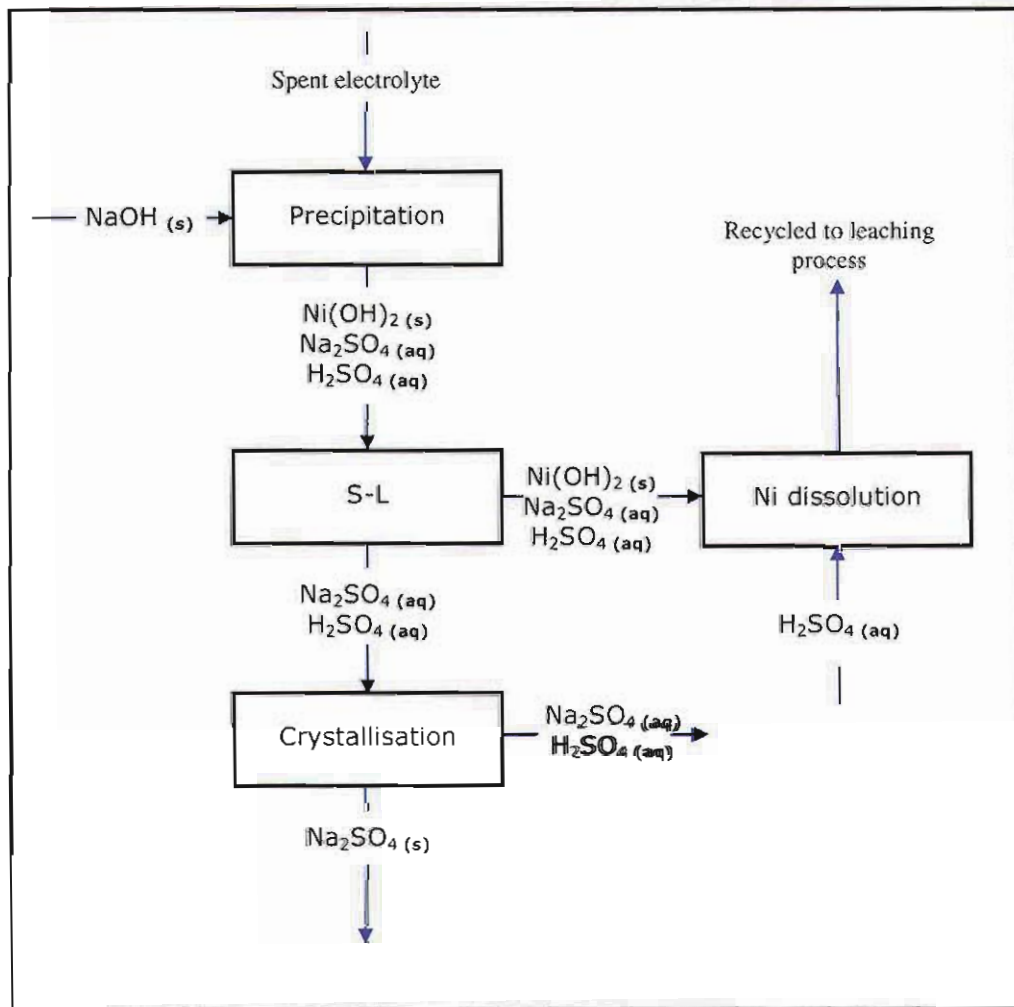 Spent electrolyte
NaOH (s)
Precipitation
Recycled to leaching
process
Ni(OH)₂ (s)
Na₂SO₄ (aq)
H₂SO₄ (aq)
S-L
Ni(OH)₂ (s)
Na₂SO₄ (aq)
H₂SO₄ (aq)
Ni dissolution
Na₂SO₄ (aq)
H₂SO₄ (aq)
H₂SO₄ (aq)
Crystallisation
Na₂SO₄ (aq)
H₂SO₄ (aq)
Na₂SO₄ (s)